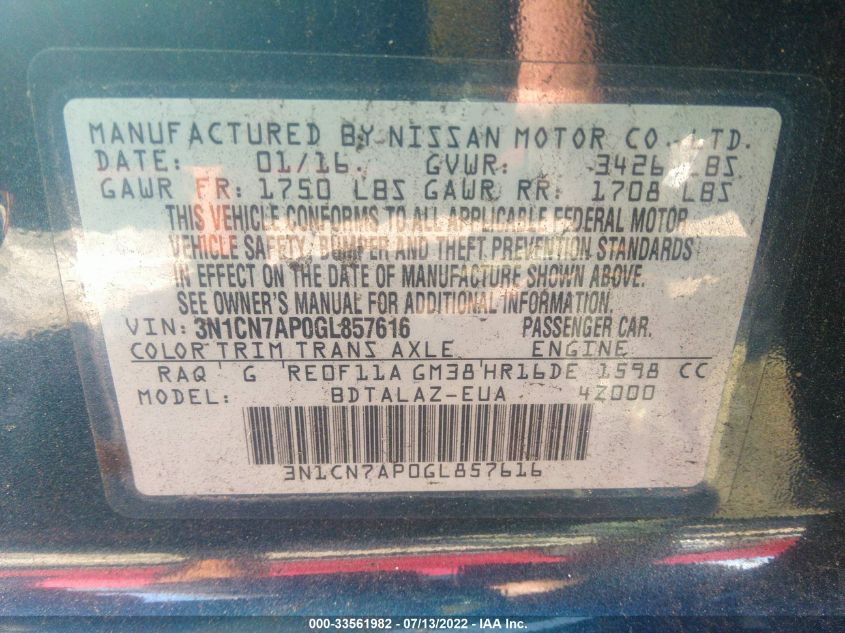 MANUFACTURED BY NISSAN MOTOR CO., LTD.
DATE: 01/16. GVWR: 3426 LBS
GAWR FR: 1750 LBS GAWR RR: 1708 LBS
THIS VEHICLE CONFORMS TO ALL APPLICABLE FEDERAL MOTOR
VEHICLE SAFETY, BUMPER AND THEFT PREVENTION STANDARDS
IN EFFECT ON THE DATE OF MANUFACTURE SHOWN ABOVE.
SEE OWNER'S MANUAL FOR ADDITIONAL INFORMATION.
VIN: 3N1CN7AP0GL857616 PASSENGER CAR.
COLOR TRIM TRANS AXLE ENGINE
RAQ G RE0F11A GM38 HR16DE 1598 CC
MODEL: BDTALAZ-EUA 4Z000
3N1CN7AP0GL857616
000-33561982 - 07/13/2022 - IAA Inc.